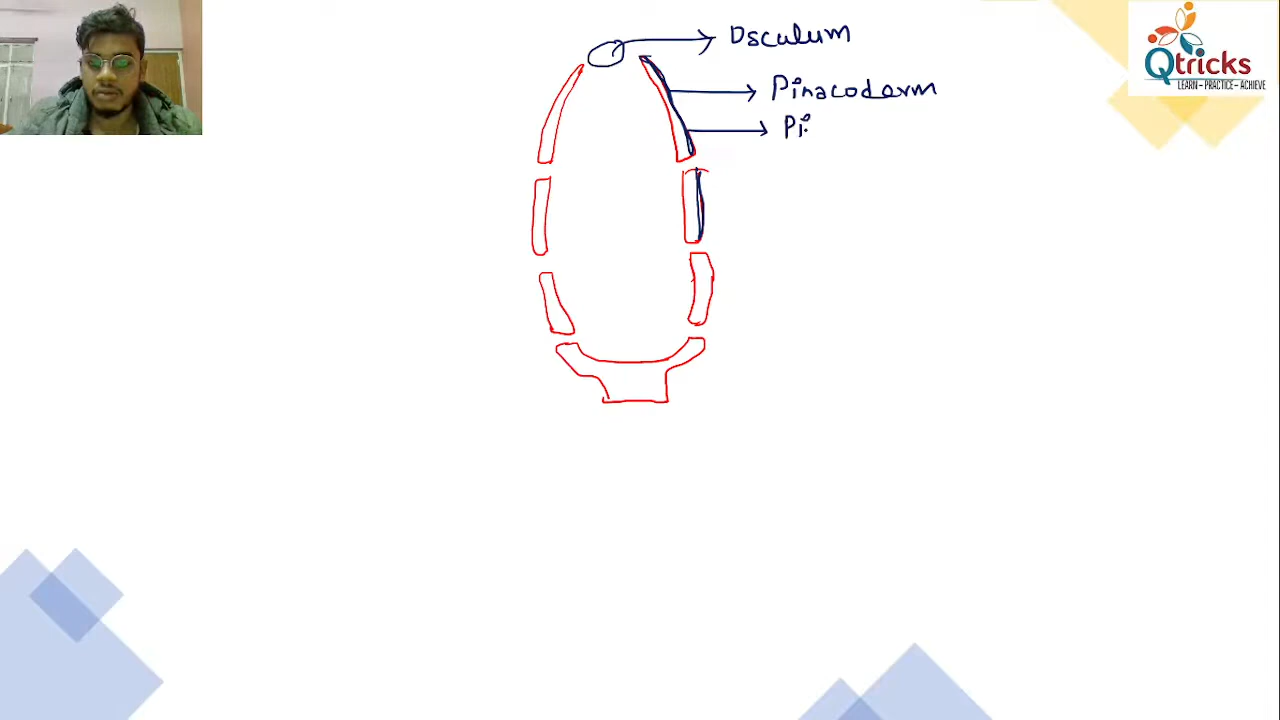 Osculum
Pinacoderm
Pi
Qtricks
LEARN – PRACTICE – ACHIEVE